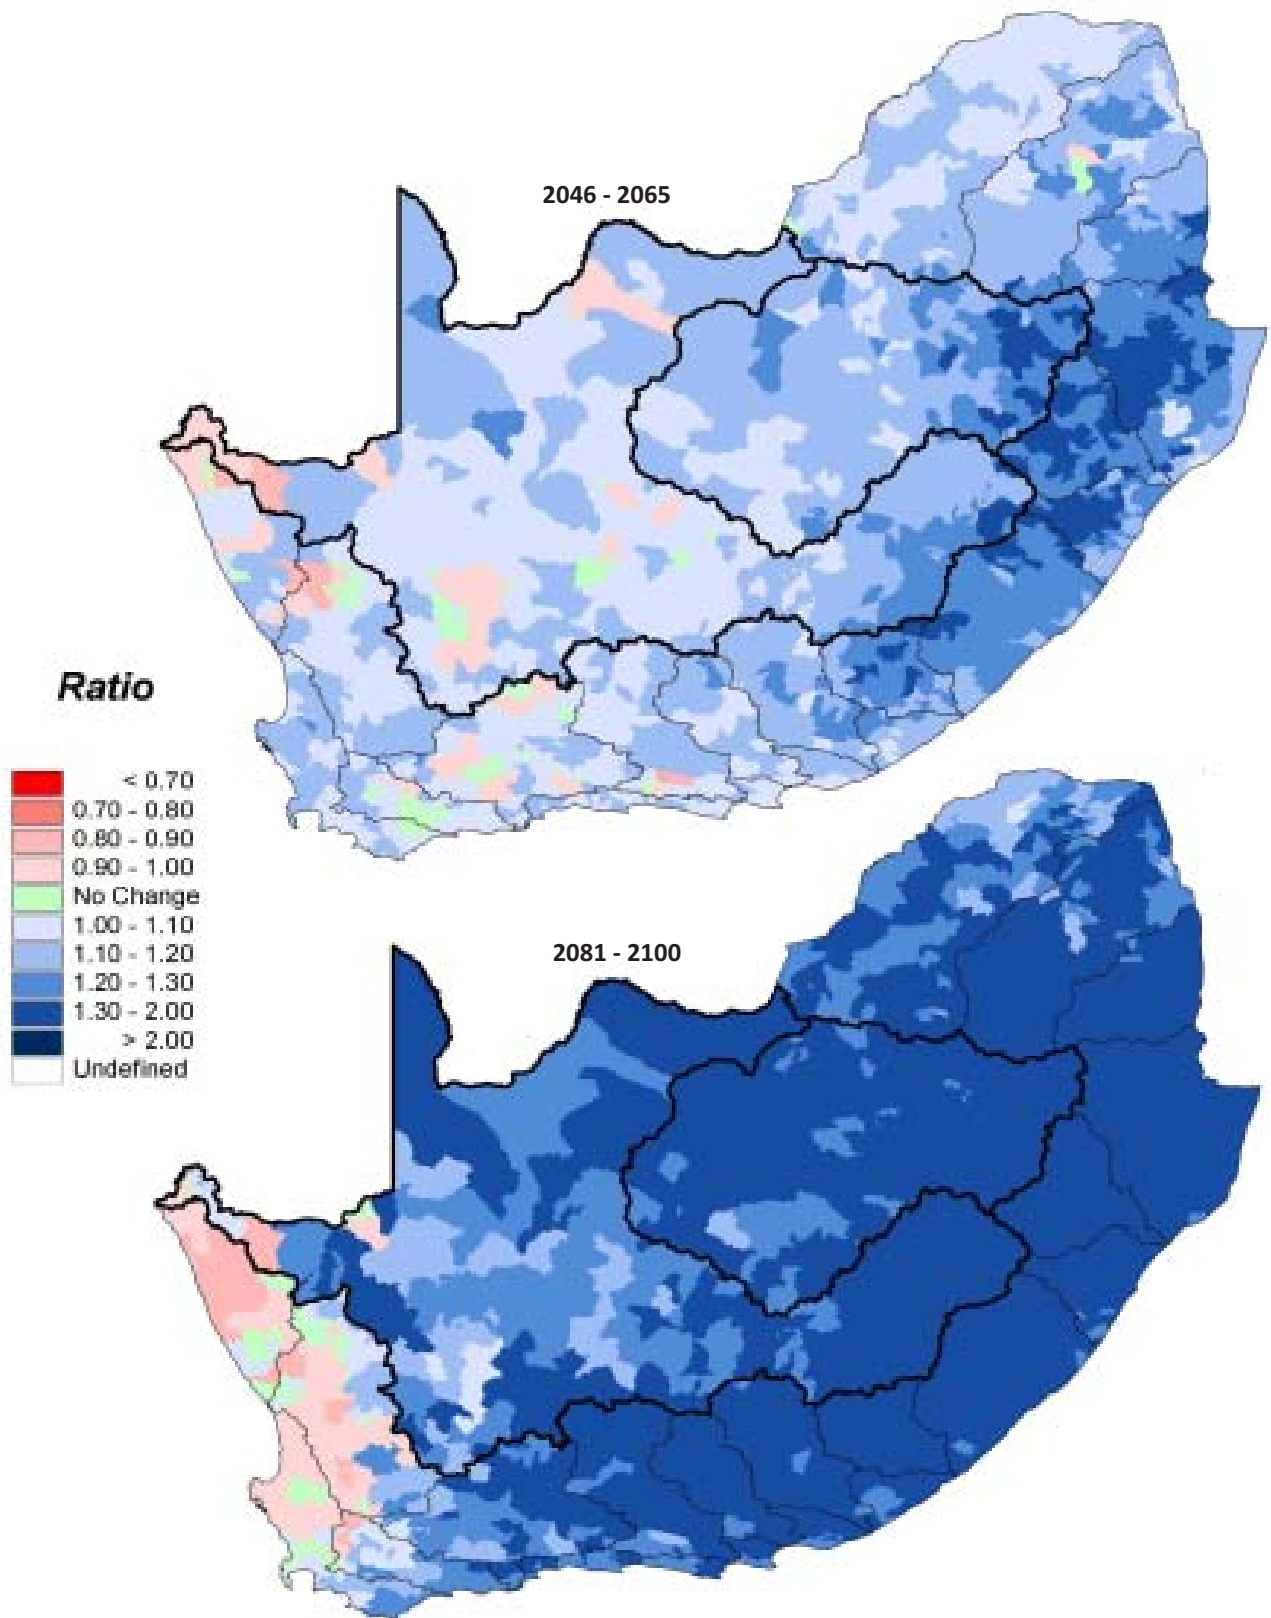 2046 - 2065
Ratio
< 0.70
0.70 - 0.80
0.80 - 0.90
0.90 - 1.00
No Change
1.00 - 1.10
1.10 - 1.20
1.20 - 1.30
1.30 - 2.00
> 2.00
Undefined
2081 - 2100